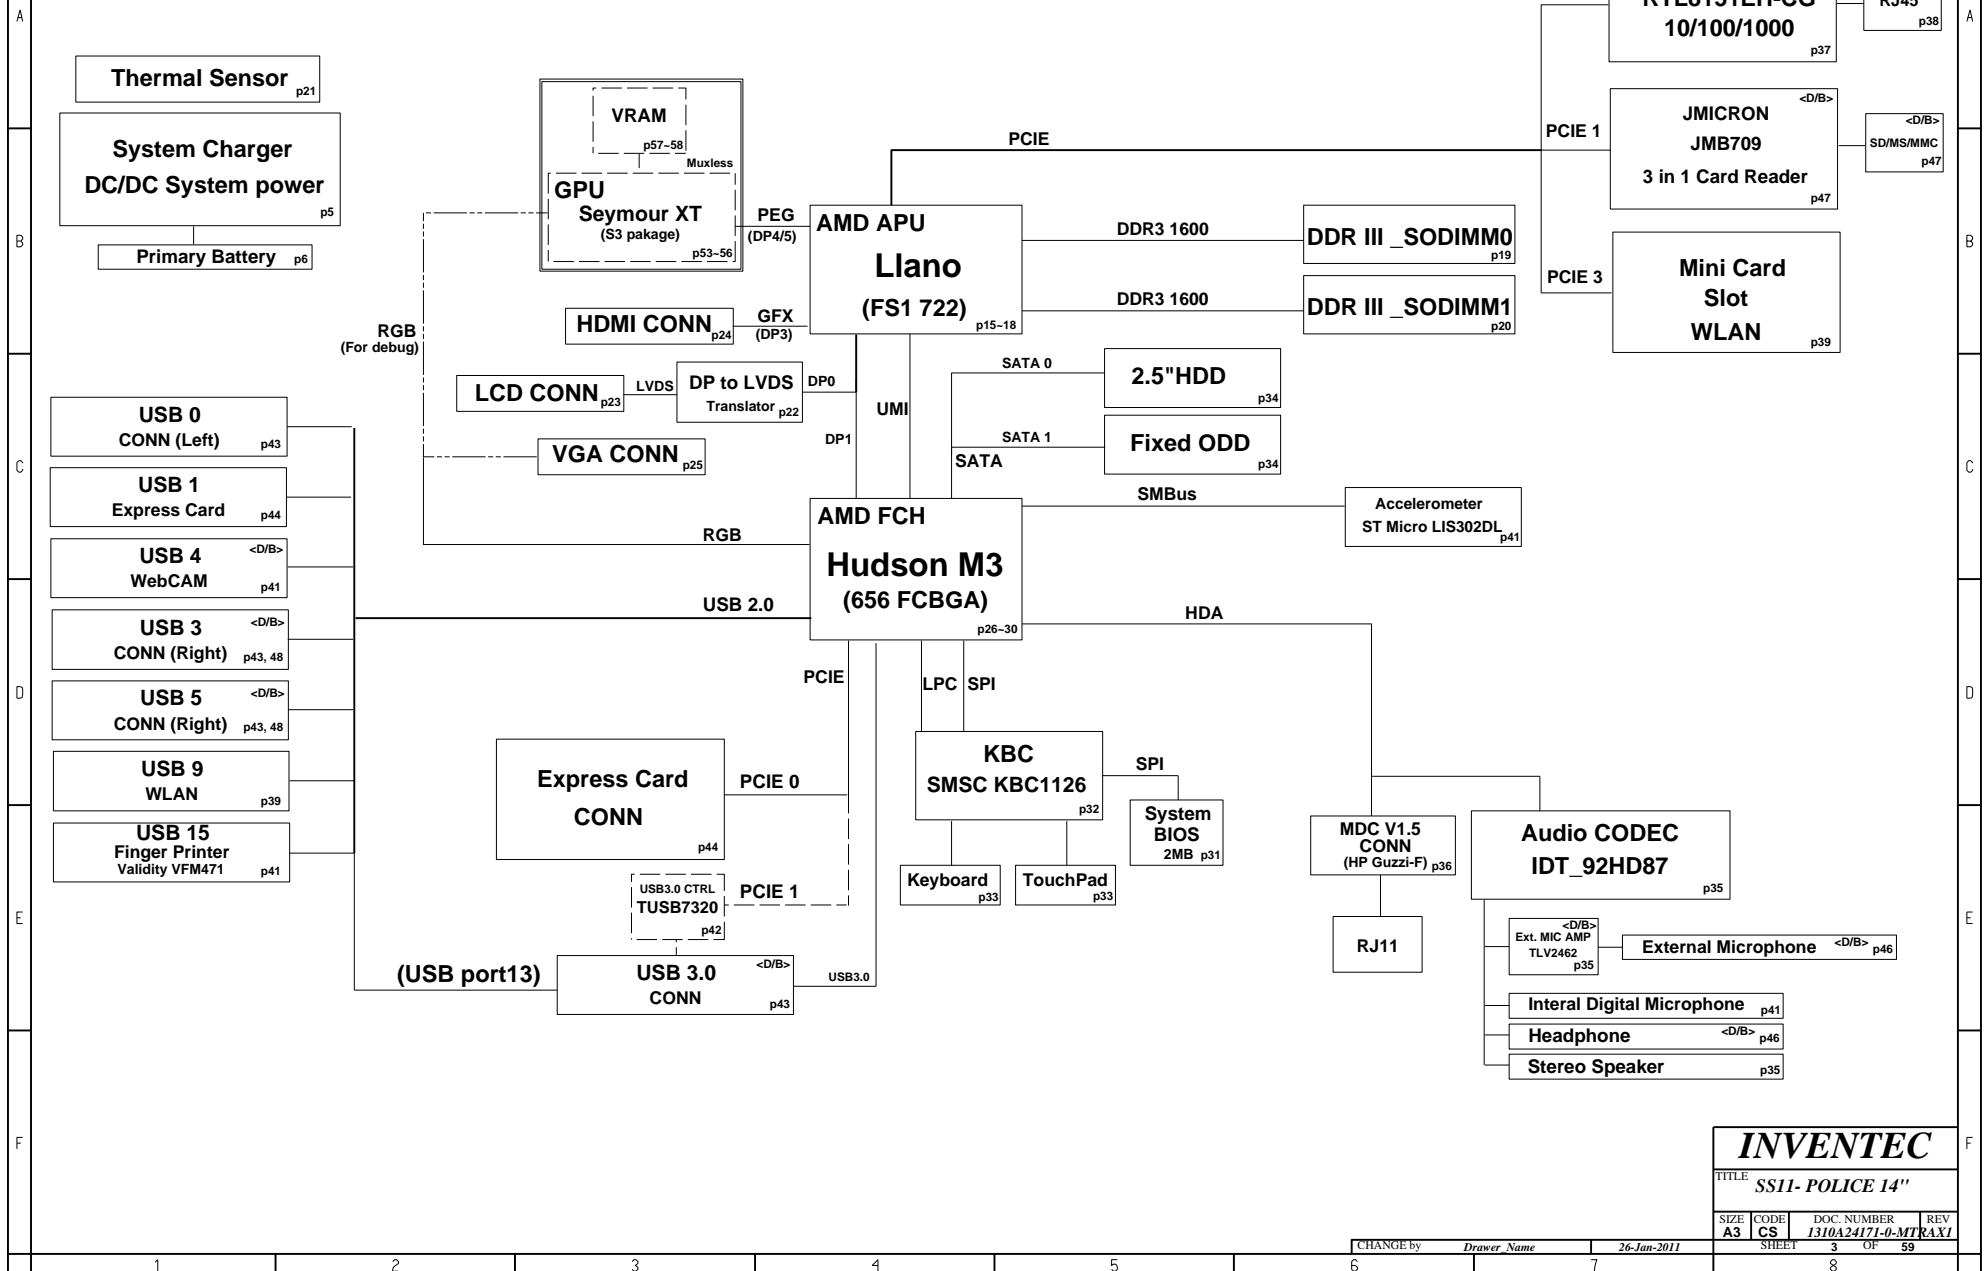 A
A
10/100/1000
p37
p38
Thermal Sensor
p21
System Charger
DC/DC System power
p5
Primary Battery
p6
VRAM
p57~58
Muxless
GPU
Seymour XT
(S3 pakage)
p53~56
PEG
(DP4/5)
PCIE
AMD APU
Llano
(FS1 722)
p15~18
DDR3 1600
DDR III _SODIMM0
p19
DDR3 1600
DDR III _SODIMM1
p20
PCIE 1
<D/B>
JMICRON
JMB709
3 in 1 Card Reader
p47
<D/B>
SD/MS/MMC
p47
PCIE 3
Mini Card
Slot
WLAN
p39
B
B
HDMI CONN
p24
GFX
(DP3)
RGB
(For debug)
LCD CONN
p23
LVDS
DP to LVDS
Translator
p22
DP0
UMI
DP1
VGA CONN
p25
SATA 0
2.5"HDD
p34
SATA 1
SATA
Fixed ODD
p34
SMBus
Accelerometer
ST Micro LIS302DL
p41
C
C
USB 0
CONN (Left)
p43
USB 1
Express Card
p44
USB 4
<D/B>
WebCAM
p41
USB 3
<D/B>
CONN (Right)
p43, 48
USB 5
<D/B>
CONN (Right)
p43, 48
USB 9
WLAN
p39
USB 15
Finger Printer
Validity VFM471
p41
RGB
USB 2.0
AMD FCH
Hudson M3
(656 FCBGA)
p26~30
HDA
PCIE
LPC
SPI
D
D
Express Card
CONN
p44
PCIE 0
KBC
SMSC KBC1126
p32
SPI
System
BIOS
2MB
p31
Keyboard
p33
TouchPad
p33
USB3.0 CTRL
TUSB7320
p42
PCIE 1
(USB port13)
USB 3.0
<D/B>
CONN
p43
USB3.0
MDC V1.5
CONN
(HP Guzzi-F)
p36
RJ11
Audio CODEC
IDT_92HD87
p35
E
E
<D/B>
Ext. MIC AMP
TLV2462
p35
External Microphone
<D/B>
p46
Interal Digital Microphone
p41
Headphone
<D/B>
p46
Stereo Speaker
p35
F
F
INVENTEC
TITLE
SS11- POLICE 14"
SIZE
CODE
DOC. NUMBER
REV
A3
CS
1310A24171-0-MTRAX1
CHANGE by
Drawer_Name
26-Jan-2011
SHEET
3
OF
59
1
2
3
4
5
6
7
8